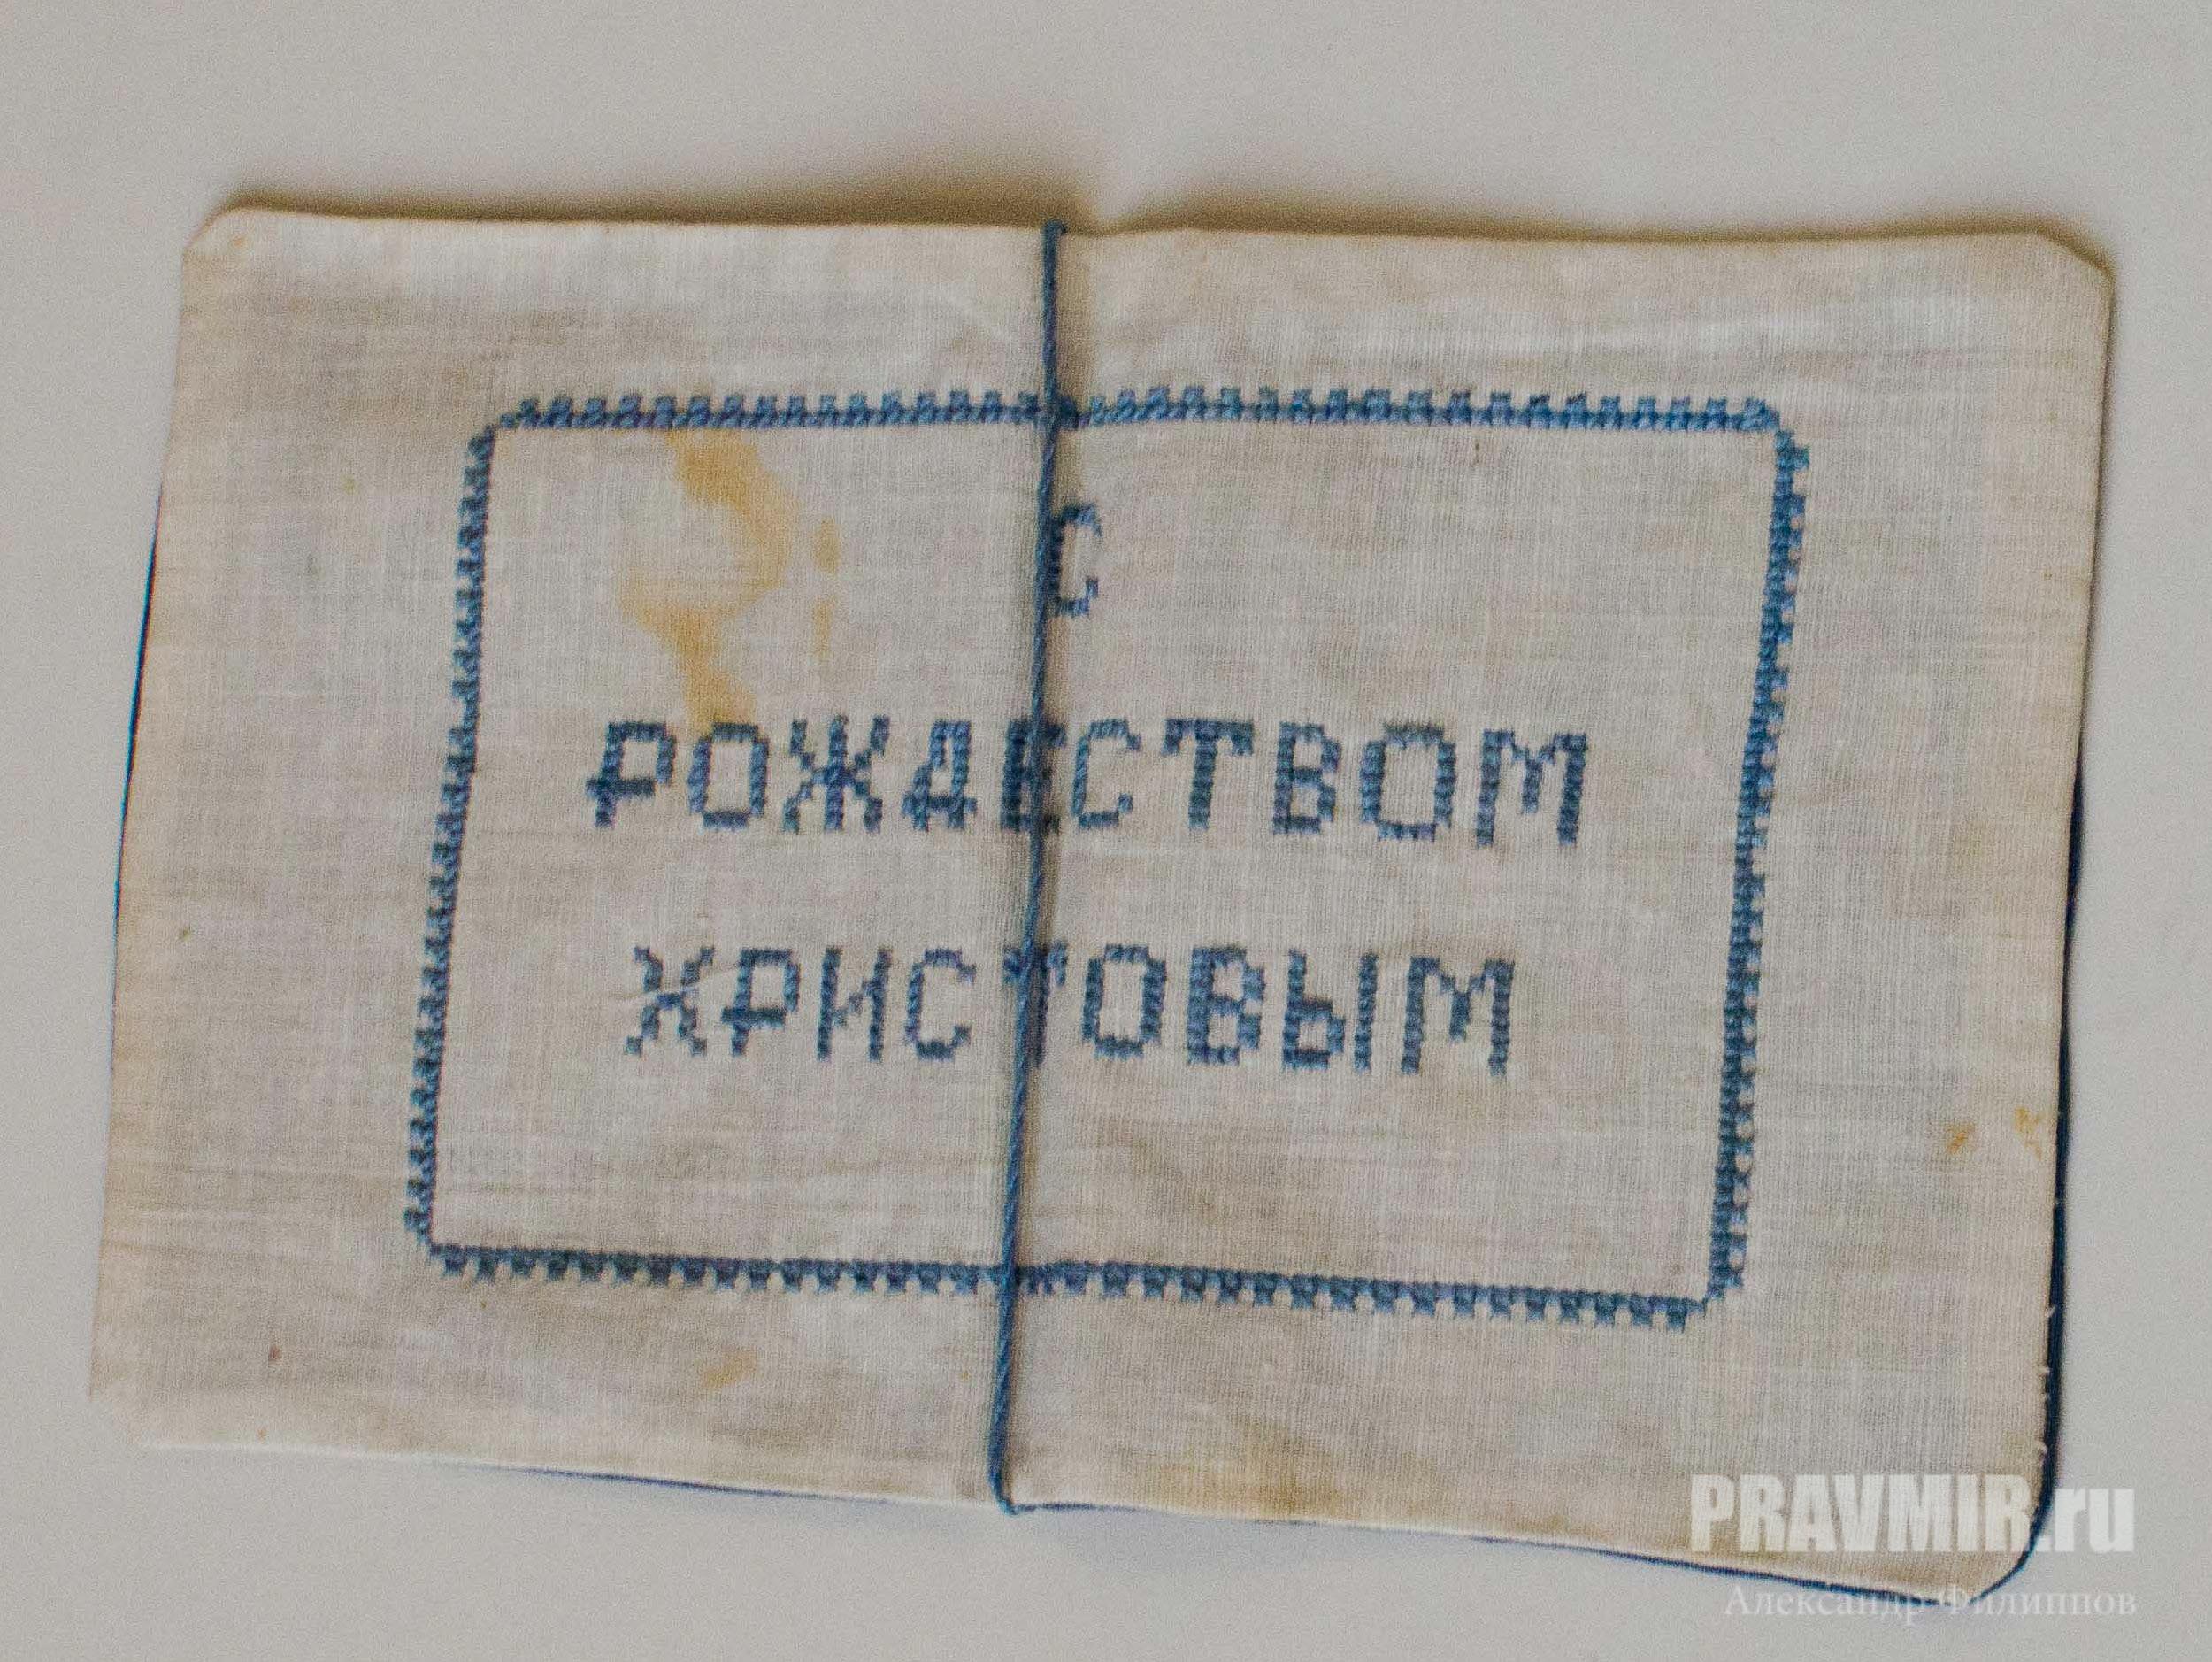 С
РОЖДЕСТВОМ
ХРИСТОВЫМ
PRAVMIR.ru
Александр Филиппов